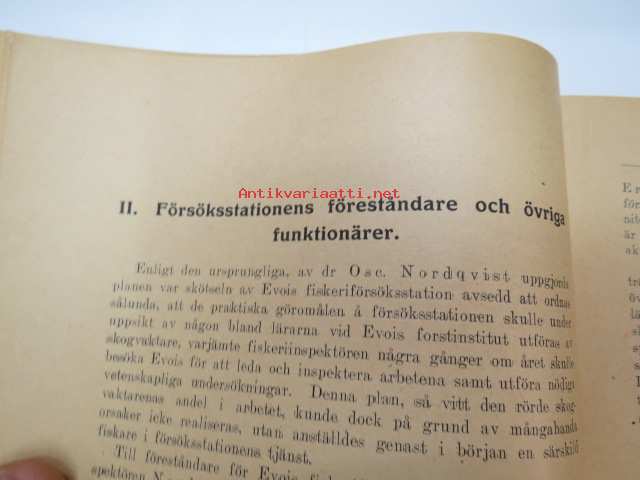 Antikvariaatti.net
II. Försöksstationens föreståndare och övriga
funktionärer.
Enligt den ursprungliga, av dr Osc. Nordqvist uppgjorda
planen var skötseln av Evois fiskeriförsöksstation avsedd att ordnas
sålunda, att de praktiska göromålen å försöksstationen skulle under
uppsikt av någon bland lärarna vid Evois forstinstitut utföras av
skogvaktare, varjämte fiskeriinspektören några gånger om året skulle
besöka Evois för att leda och inspektera arbetena samt utföra nödiga
vetenskapliga undersökningar. Denna plan, så vitt den rörde skog-
vaktarenas andel i arbetet, kunde dock på grund av mångahanda
orsaker icke realiseras, utan anställdes genast i början en särskild
fiskare i försöksstationens tjänst.
Till föreståndare för Evois
spektören